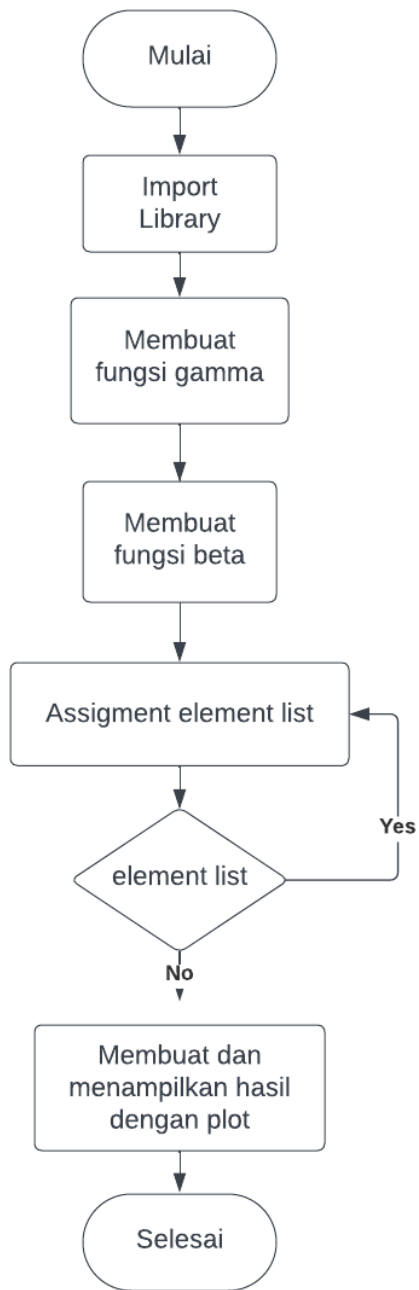 Mulai
Import
Library
Membuat
fungsi gamma
Membuat
fungsi beta
Assigment element list
Yes
element list
No
Membuat dan
menampilkan hasil
dengan plot
Selesai